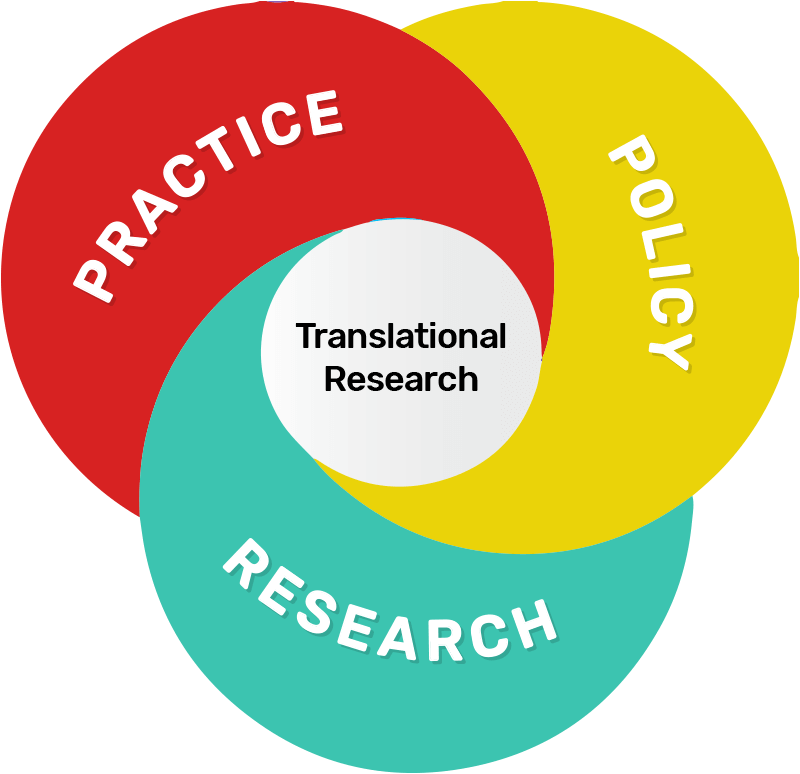 PRACTICE
POLICY
Translational
Research
RESEARCH